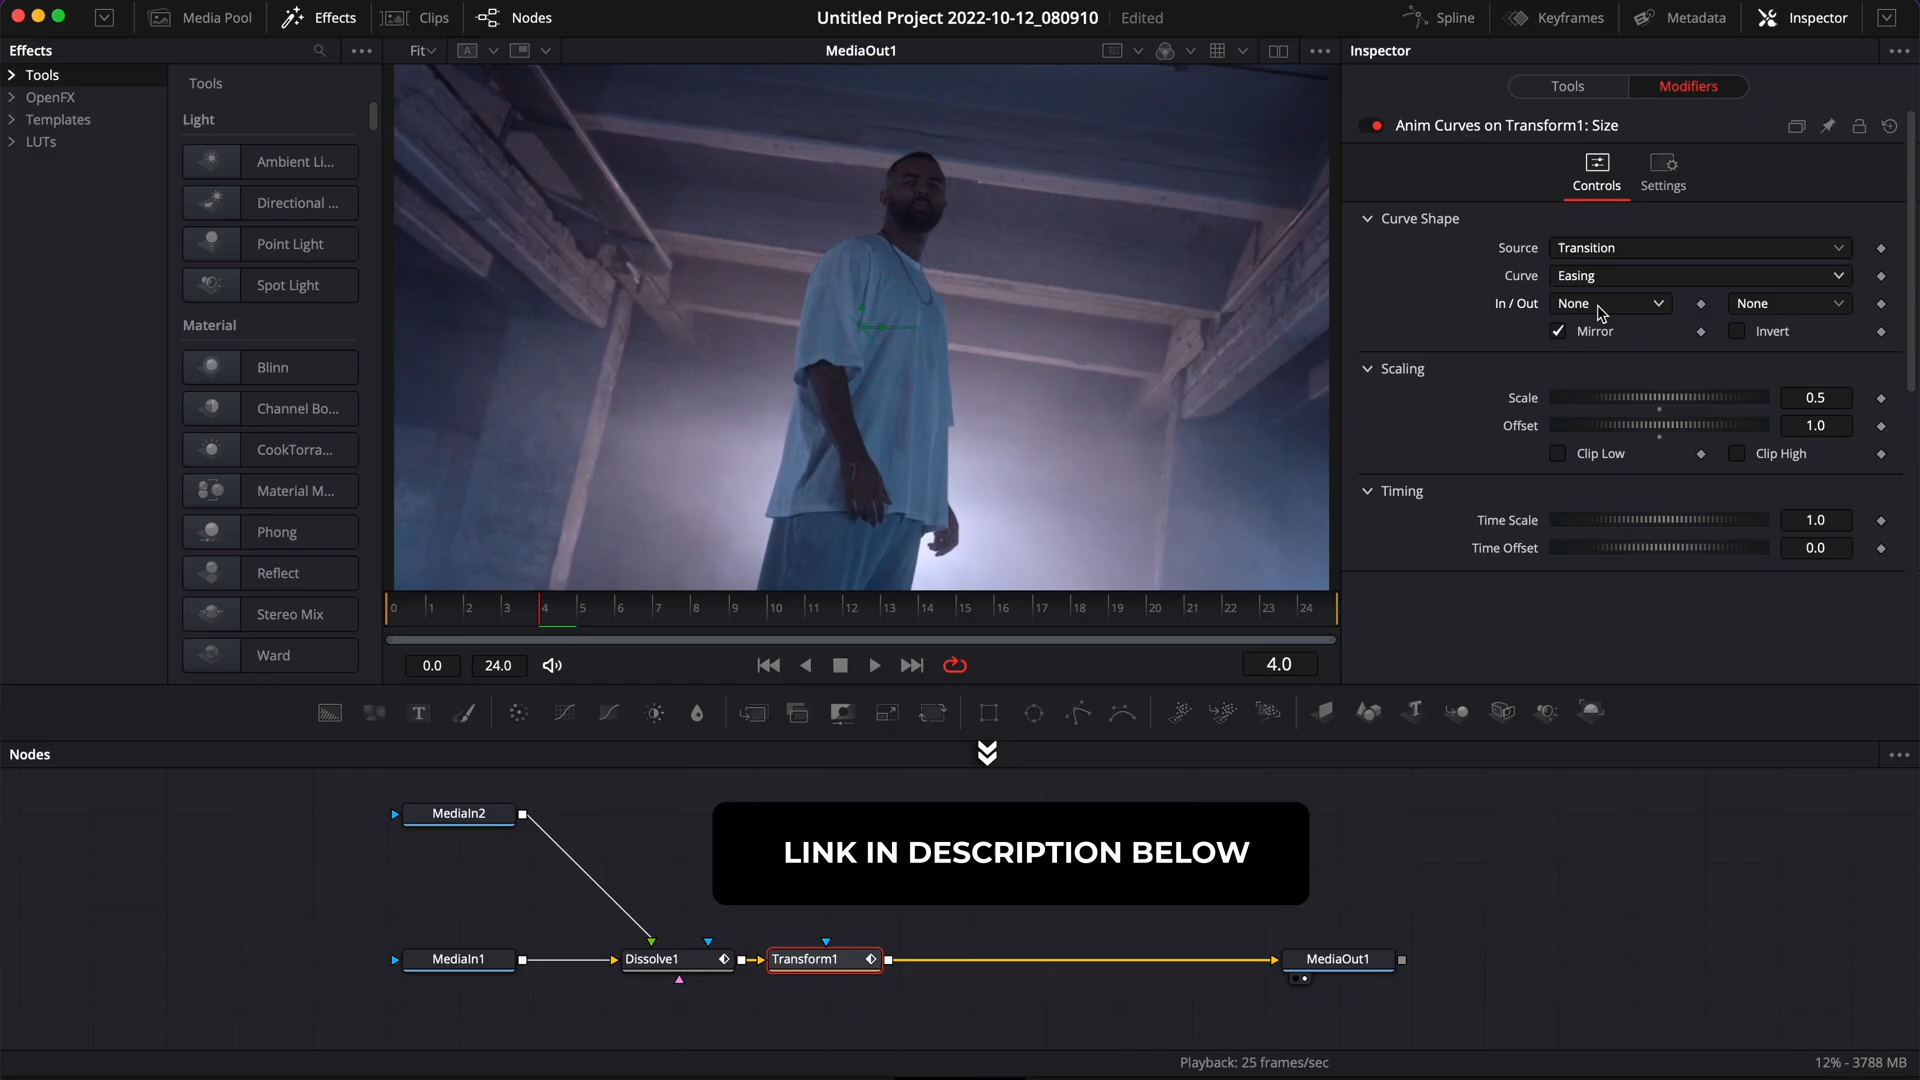 Media Pool
Effects
Clips
Nodes
Untitled Project 2022-10-12_080910
Edited
Spline
Keyframes
Metadata
Inspector
Effects
Fit
A
MediaOut1
Inspector
Tools
OpenFX
Templates
LUTs
Tools
Light
Ambient Li...
Directional ...
Point Light
Spot Light
Material
Blinn
Channel Bo...
CookTorra...
Material M...
Phong
Reflect
Stereo Mix
Ward
Tools
Modifiers
Anim Curves on Transform1: Size
Controls
Settings
Curve Shape
Source
Transition
Curve
Easing
In / Out
None
None
Mirror
Invert
Scaling
Scale
0.5
Offset
1.0
Clip Low
Clip High
Timing
Time Scale
1.0
Time Offset
0.0
0 1 2 3 4 5 6 7 8 9 10 11 12 13 14 15 16 17 18 19 20 21 22 23 24
0.0
24.0
4.0
T
Nodes
MediaIn2
LINK IN DESCRIPTION BELOW
MediaIn1
Dissolve1
Transform1
MediaOut1
Playback: 25 frames/sec
12% - 3788 MB